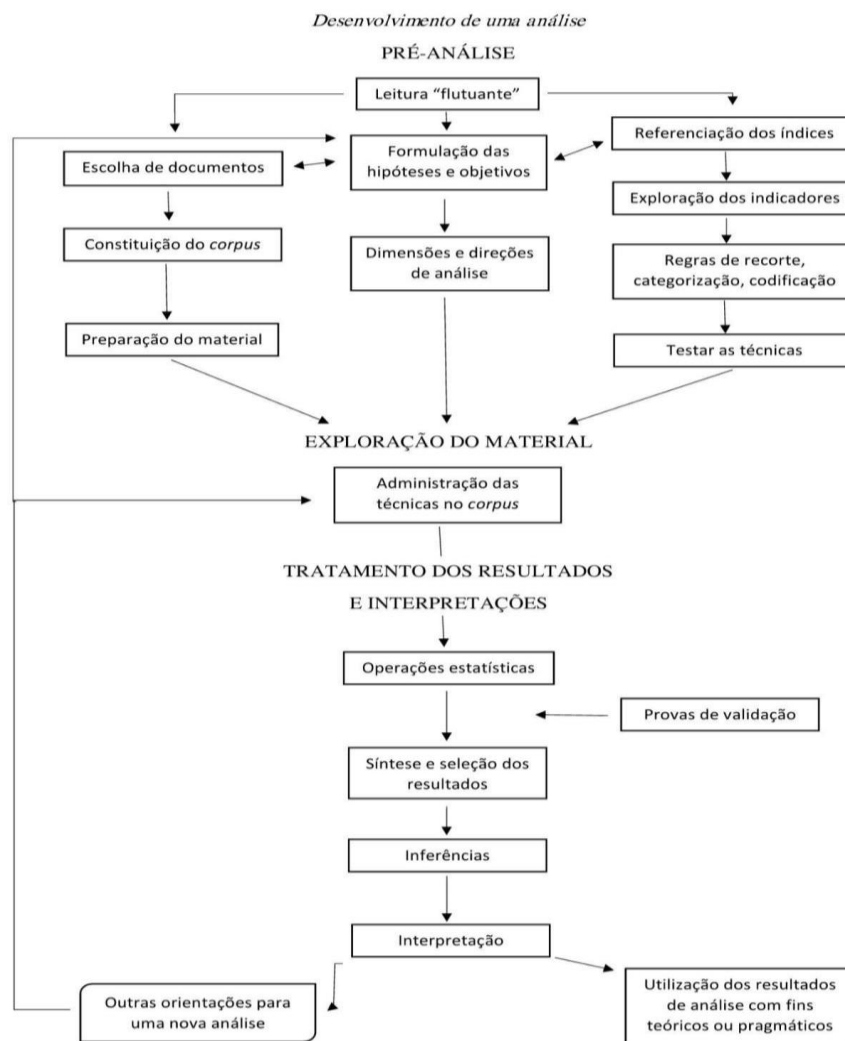 Desenvolvimento de uma análise
PRÉ-ANÁLISE
Leitura “flutuante”
Escolha de documentos
Formulação das
hipóteses e objetivos
Referenciação dos índices
Constituição do corpus
Dimensões e direções
de análise
Exploração dos indicadores
Regras de recorte,
categorização, codificação
Preparação do material
Testar as técnicas
EXPLORAÇÃO DO MATERIAL
Administração das
técnicas no corpus
TRATAMENTO DOS RESULTADOS
E INTERPRETAÇÕES
Operações estatísticas
Provas de validação
Síntese e seleção dos
resultados
Inferências
Interpretação
Outras orientações para
uma nova análise
Utilização dos resultados
de análise com fins
teóricos ou pragmáticos